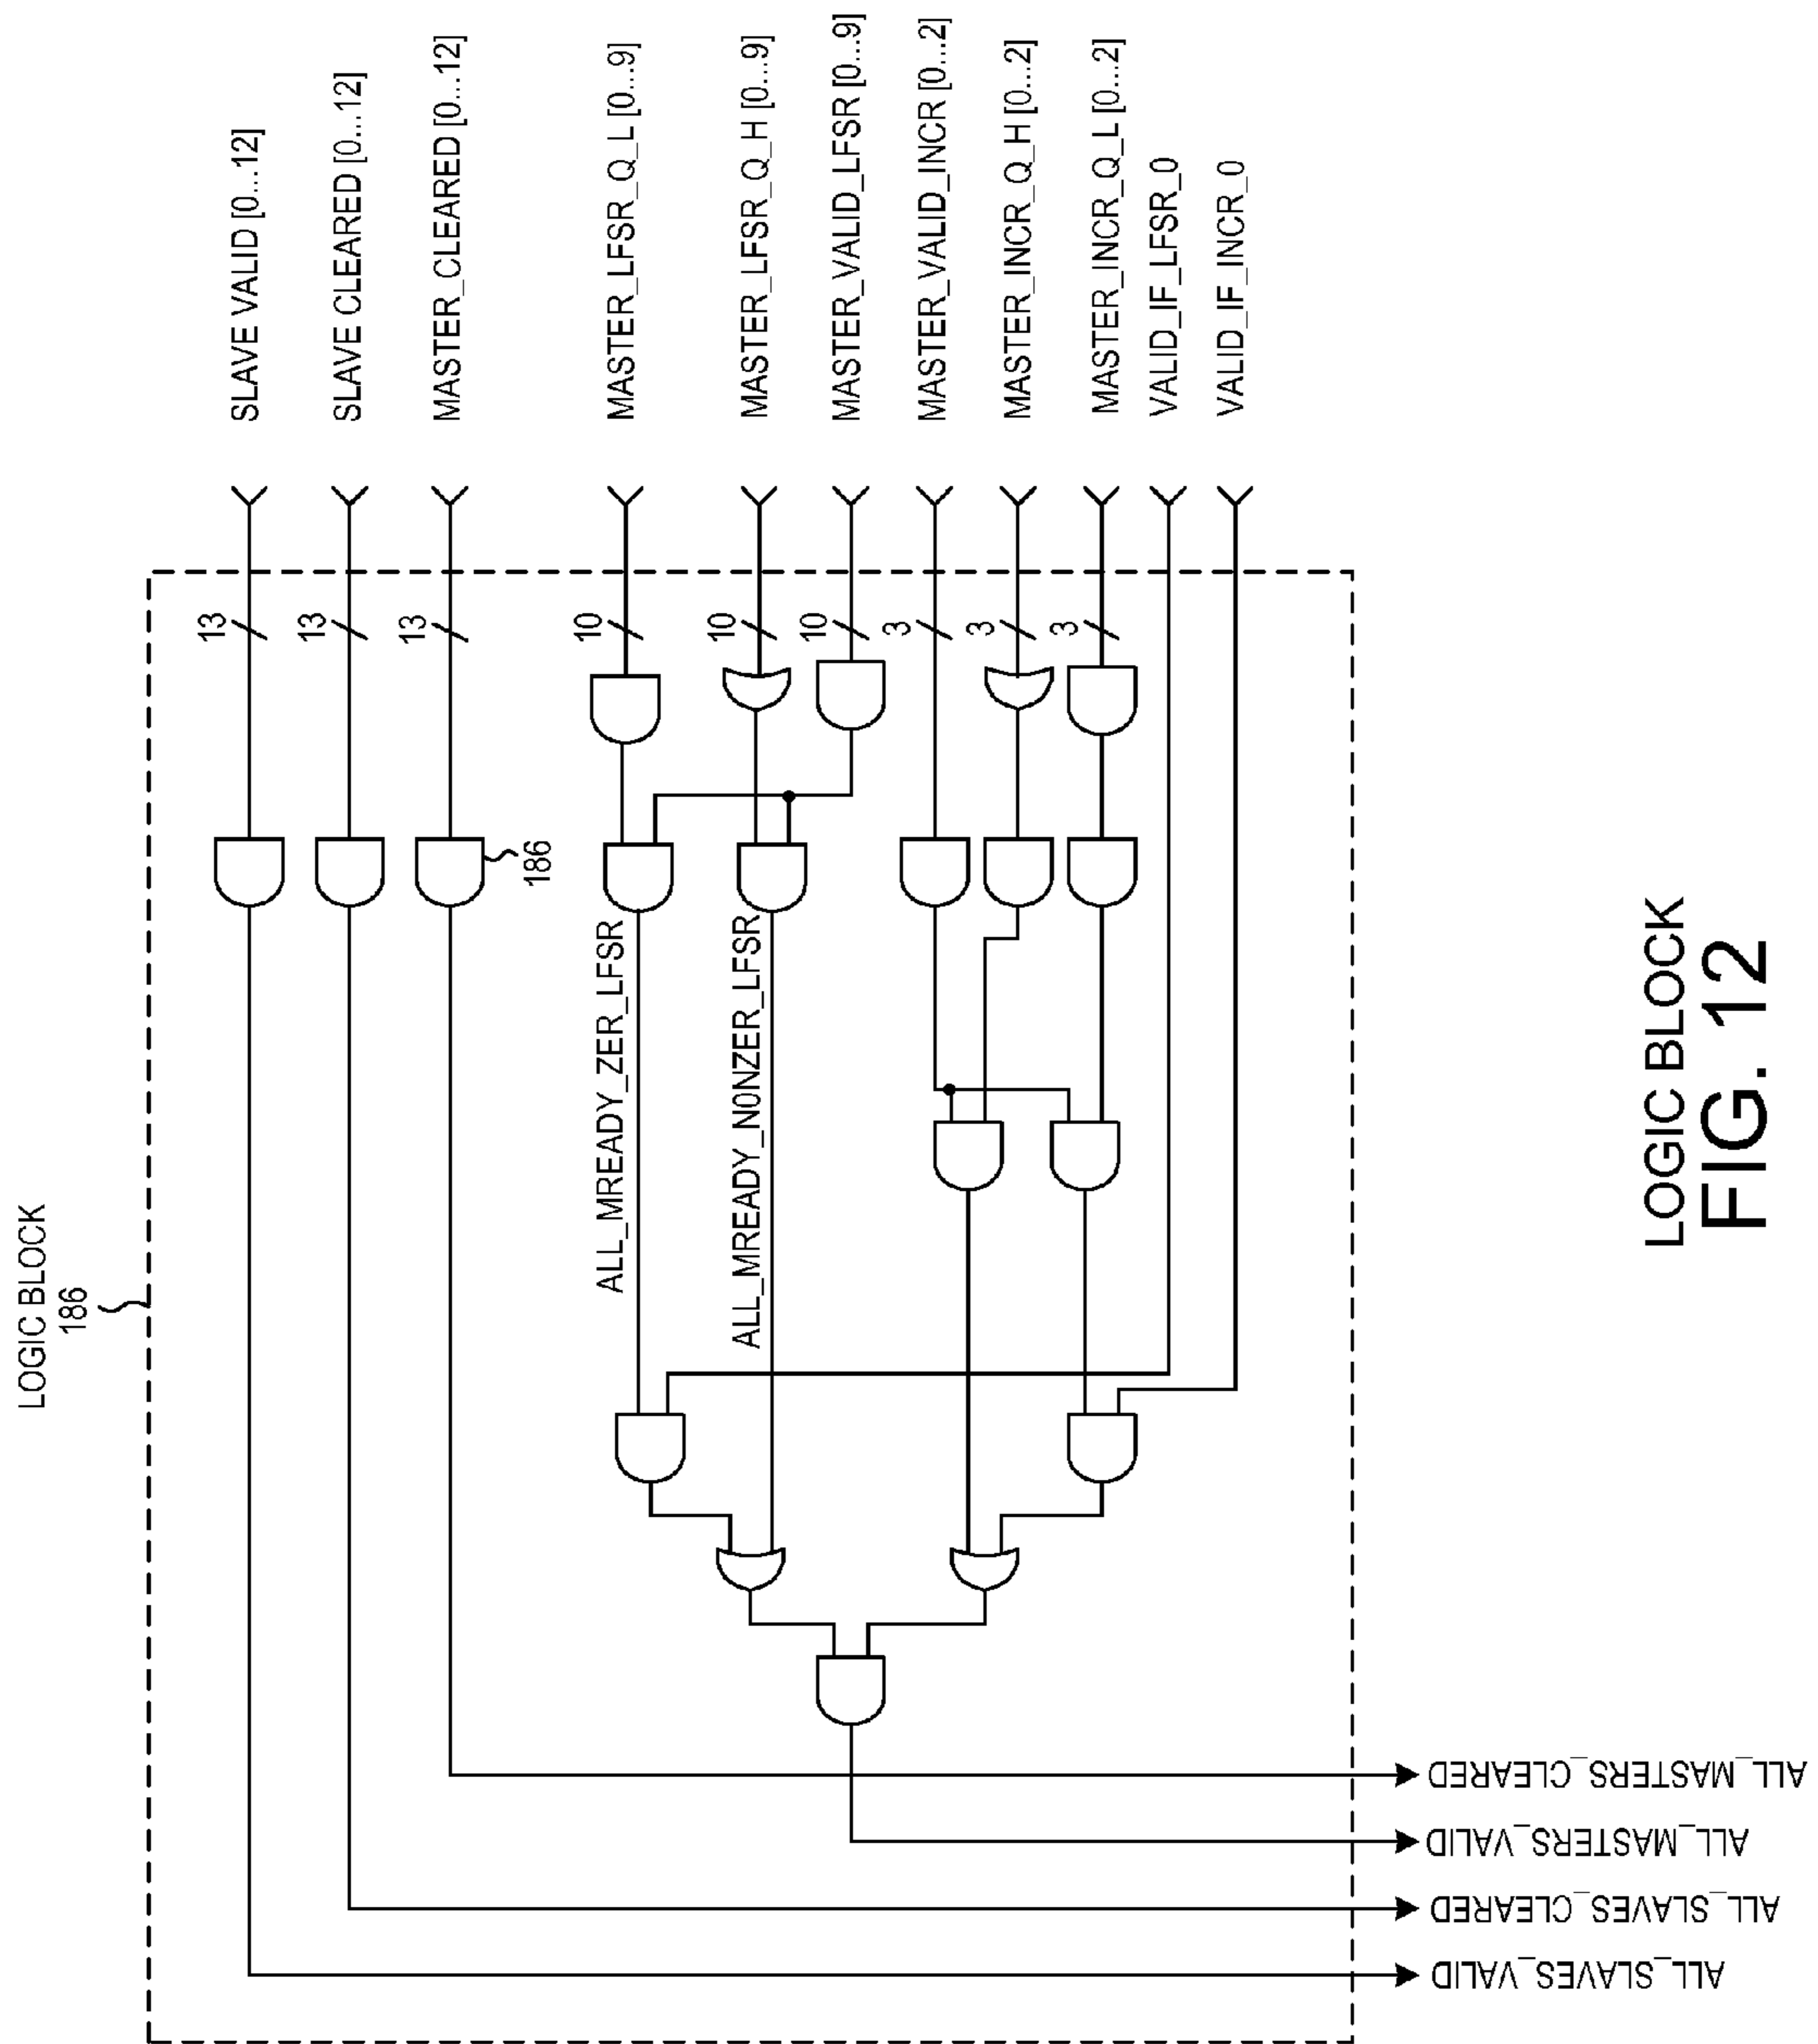 LOGIC BLOCK
186
SLAVE VALID [0...12]
SLAVE CLEARED [0...12]
MASTER_CLEARED [0...12]
MASTER_LFSR_Q_L [0...9]
MASTER_LFSR_Q_H [0...9]
MASTER_VALID_LFSR [0...9]
MASTER_VALID_INCR [0...2]
MASTER_INCR_Q_H [0...2]
MASTER_INCR_Q_L [0...2]
VALID_IF_LFSR_0
VALID_IF_INCR_0
13
13
13
10
10
10
3
3
3
186
ALL_MREADY_ZER_LFSR
ALL_MREADY_N0NZER_LFSR
ALL_MASTERS_CLEARED
ALL_MASTERS_VALID
ALL_SLAVES_CLEARED
ALL_SLAVES_VALID
LOGIC BLOCK
FIG. 12